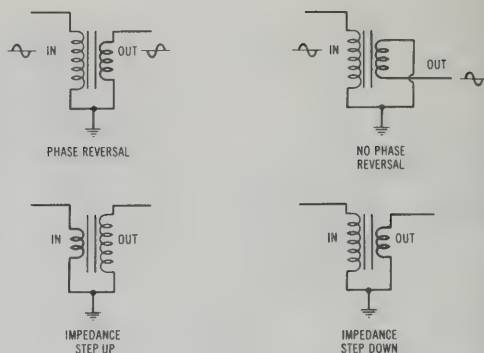 IN
OUT
PHASE REVERSAL
IN
OUT
NO PHASE
REVERSAL
IN
OUT
IMPEDANCE
STEP UP
IN
OUT
IMPEDANCE
STEP DOWN